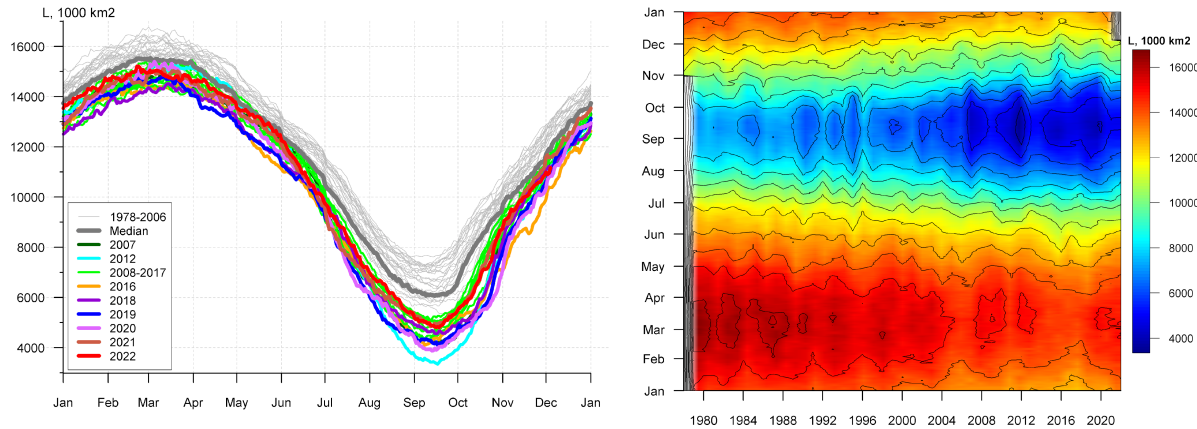 L, 1000 km2
16000
14000
12000
10000
8000
6000
4000
1978-2006
Median
2007
2012
2008-2017
2016
2018
2019
2020
2021
2022
Jan Feb Mar Apr May Jun Jul Aug Sep Oct Nov Dec Jan
Jan
Dec
Nov
Oct
Sep
Aug
Jul
Jun
May
Apr
Mar
Feb
Jan
1980 1984 1988 1992 1996 2000 2004 2008 2012 2016 2020
L, 1000 km2
16000
14000
12000
10000
8000
6000
4000